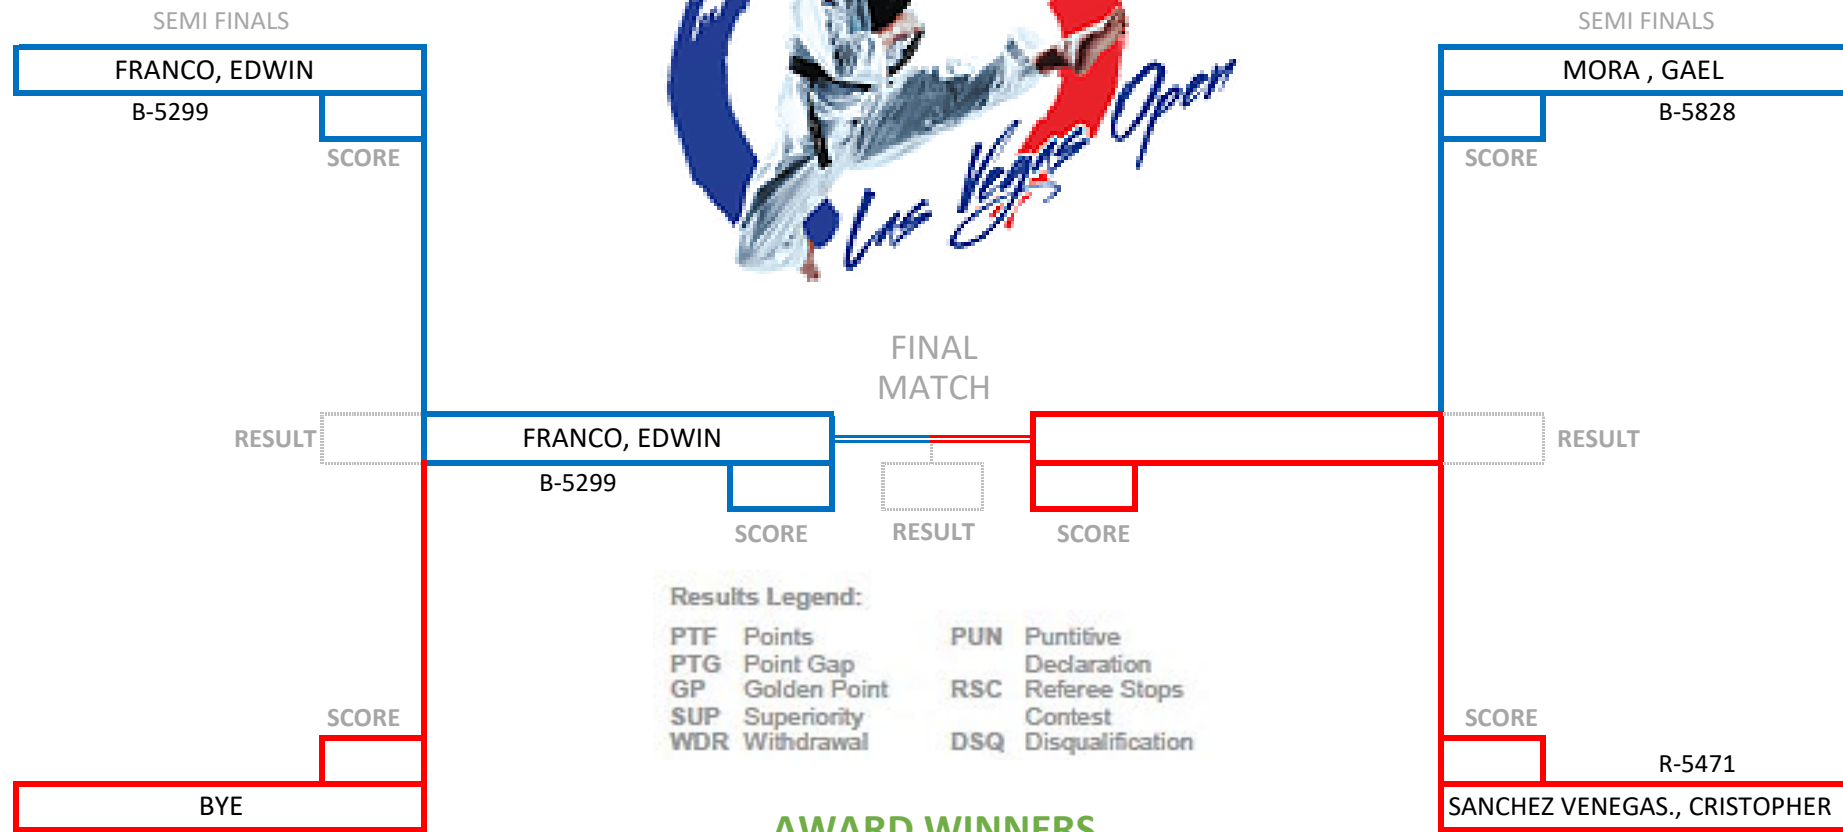 SEMI FINALS
SEMI FINALS
FRANCO, EDWIN
MORA , GAEL
B-5299
B-5828
SCORE
SCORE
Las Vegas Open
FINAL
MATCH
RESULT
FRANCO, EDWIN
RESULT
B-5299
SCORE
RESULT
SCORE
Results Legend:
PTF Points
PTG Point Gap
GP Golden Point
SUP Superiority
WDR Withdrawal
PUN Puntitive
Declaration
RSC Referee Stops
Contest
DSQ Disqualification
SCORE
SCORE
R-5471
BYE
SANCHEZ VENEGAS., CRISTOPHER
AWARD WINNERS